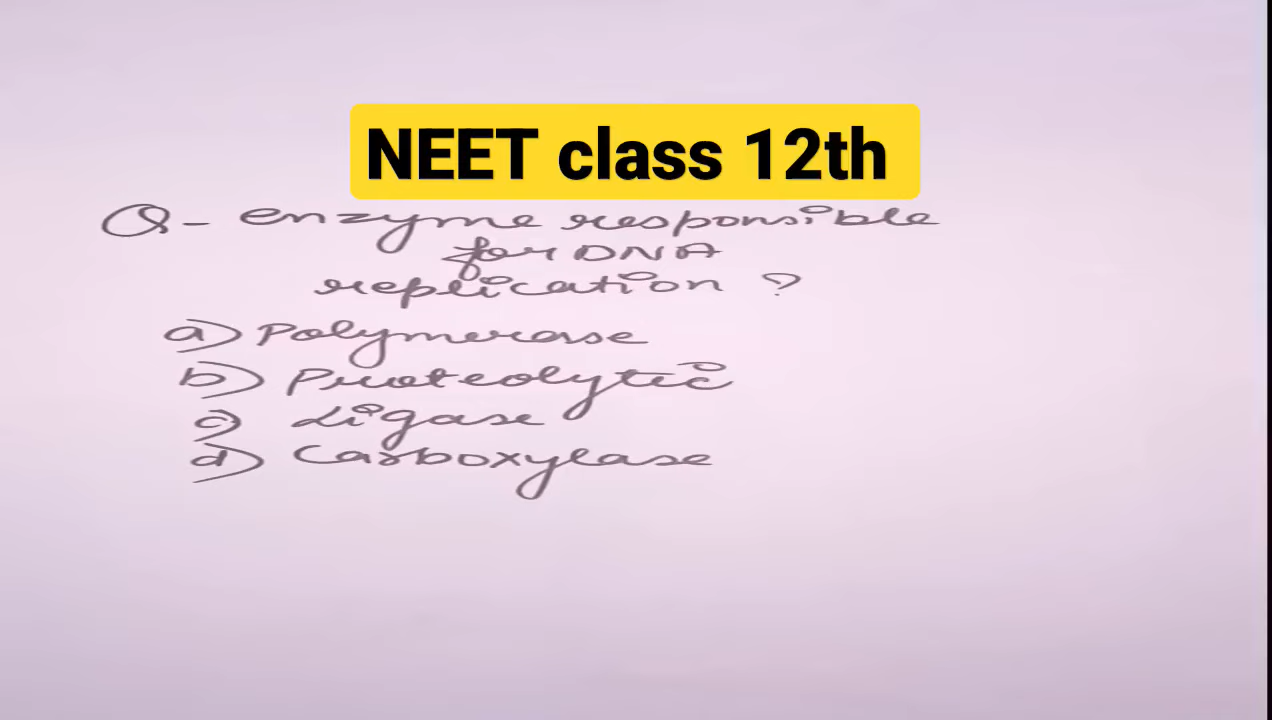 NEET class 12th
Q- enzyme responsible
for DNA
replication ?
a) Polymerase
b) Proteolytic
c) Ligase
d) Carboxylase